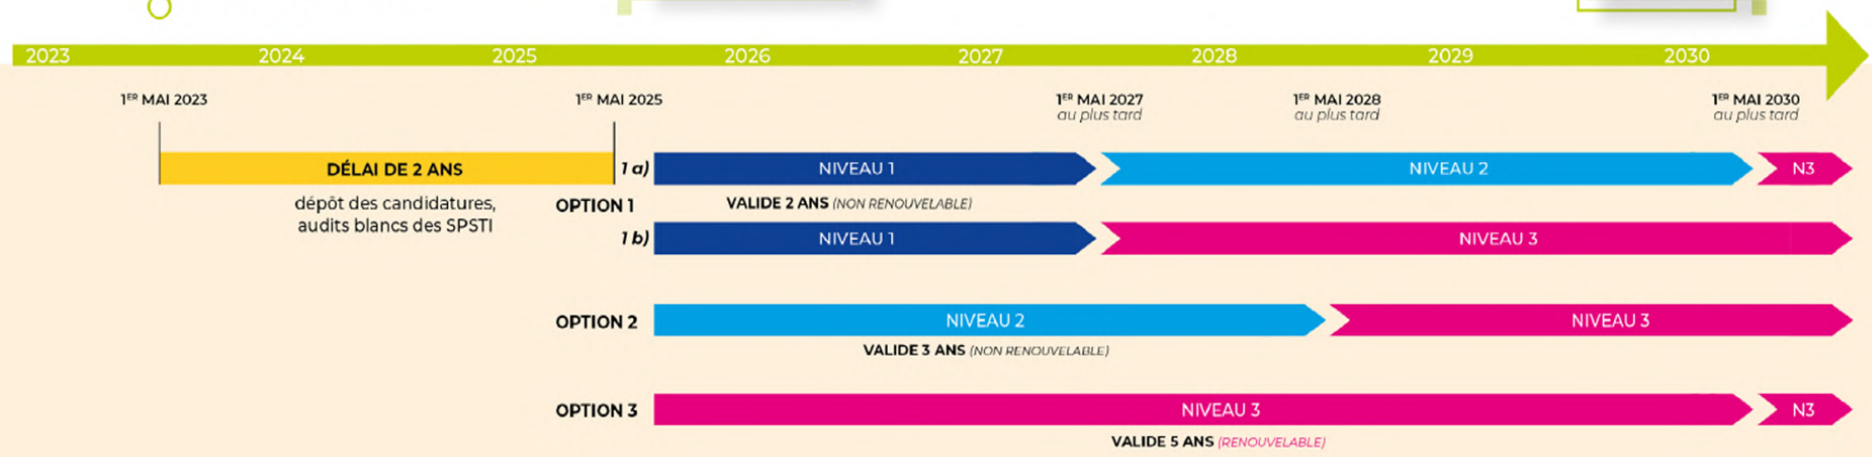 2023 2024 2025 2026 2027 2028 2029 2030
1ER MAI 2023 1ER MAI 2025 1ER MAI 2027 1ER MAI 2028 1ER MAI 2030
au plus tard au plus tard au plus tard
DÉLAI DE 2 ANS 1 a) NIVEAU 1 NIVEAU 2 N3
dépôt des candidatures,
audits blancs des SPSTI
OPTION 1 VALIDE 2 ANS (NON RENOUVELABLE)
1 b) NIVEAU 1 NIVEAU 3
OPTION 2 NIVEAU 2 NIVEAU 3
VALIDE 3 ANS (NON RENOUVELABLE)
OPTION 3 NIVEAU 3 N3
VALIDE 5 ANS (RENOUVELABLE)